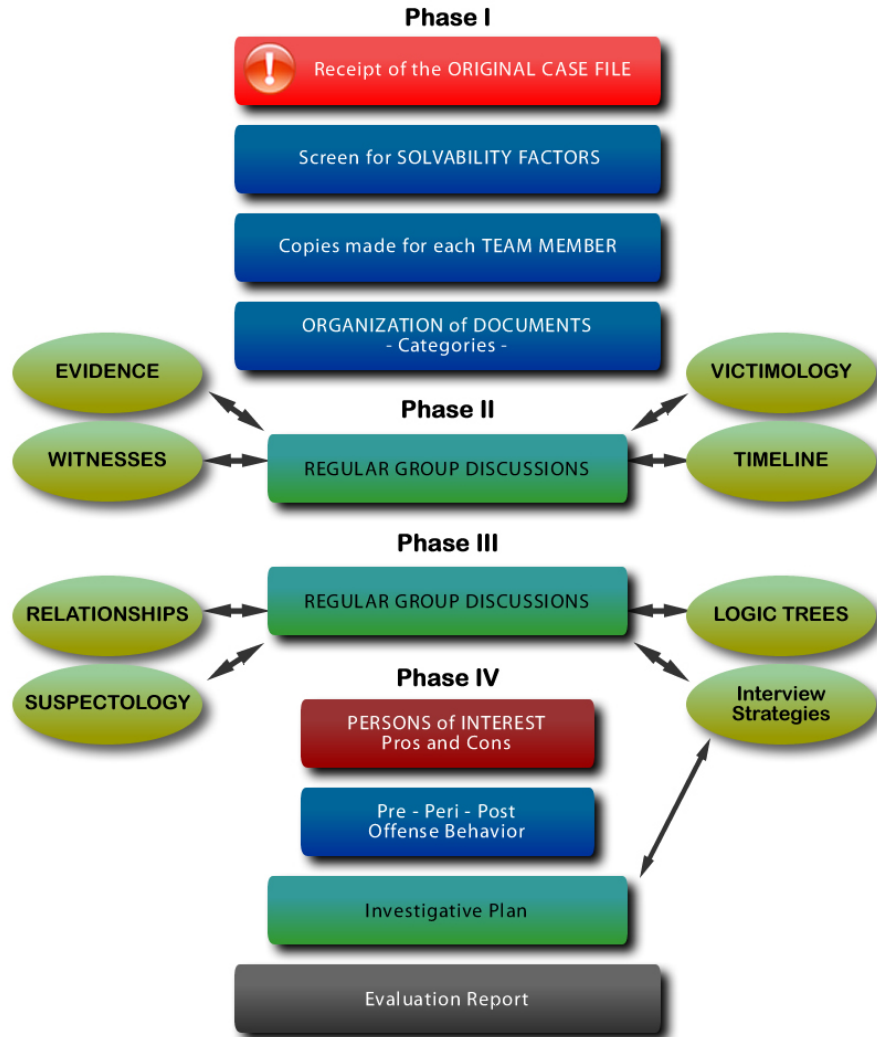 Phase I
! Receipt of the ORIGINAL CASE FILE
Screen for SOLVABILITY FACTORS
Copies made for each TEAM MEMBER
ORGANIZATION of DOCUMENTS
- Categories -
EVIDENCE
VICTIMOLOGY
Phase II
WITNESSES
REGULAR GROUP DISCUSSIONS
TIMELINE
Phase III
RELATIONSHIPS
REGULAR GROUP DISCUSSIONS
LOGIC TREES
Phase IV
SUSPECTOLOGY
Interview
Strategies
PERSONS of INTEREST
Pros and Cons
Pre - Peri - Post
Offense Behavior
Investigative Plan
Evaluation Report